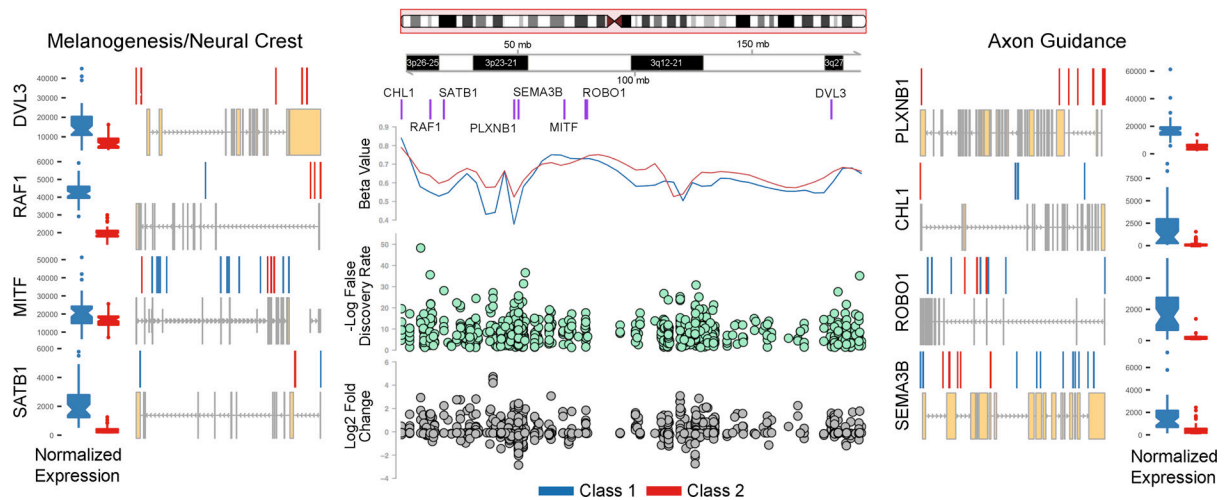 Melanogenesis/Neural Crest
Axon Guidance
50 mb
150 mb
3p26-25
3p23-21
3q12-21
3q27
100 mb
CHL1
SATB1
SEMA3B
ROBO1
DVL3
RAF1
PLXNB1
MITF
DVL3
40000
30000
20000
10000
RAF1
6000
5000
4000
3000
2000
MITF
50000
40000
30000
20000
10000
6000
SATB1
4000
2000
0
Normalized
Expression
Beta Value
0.8
0.7
0.6
0.5
0.4
-Log False
Discovery Rate
50
40
30
20
10
0
Log2 Fold
Change
6
4
2
0
-2
-4
PLXNB1
60000
40000
20000
0
CHL1
7500
5000
2500
0
ROBO1
4000
2000
0
SEMA3B
6000
4000
2000
0
Normalized
Expression
Class 1
Class 2